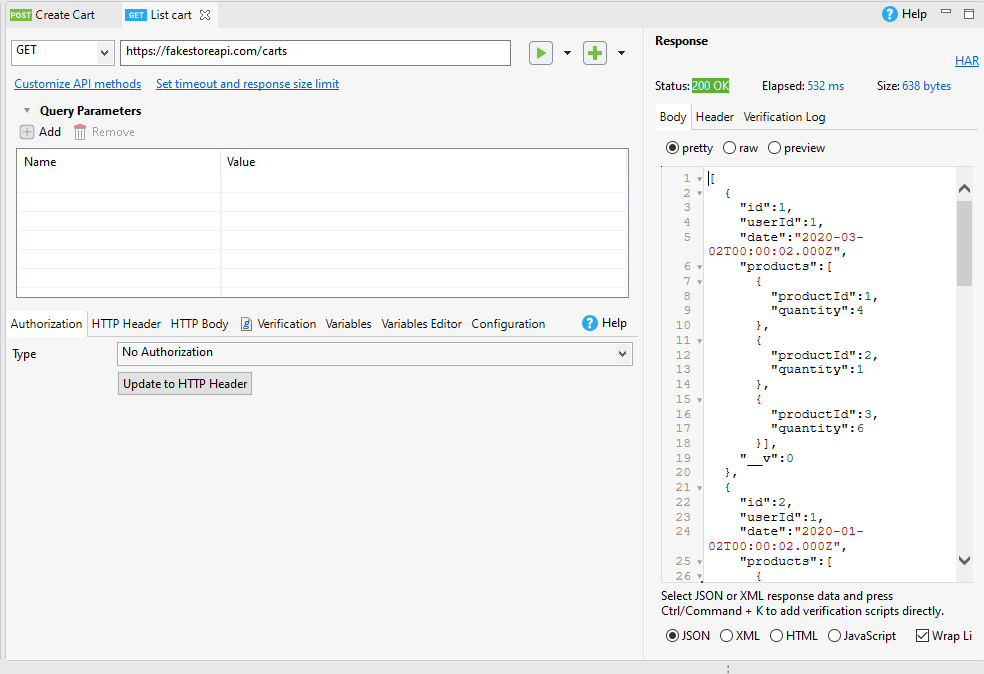 POST Create Cart
GET List cart
Help
GET
https://fakestoreapi.com/carts
Customize API methods
Set timeout and response size limit
Query Parameters
Add
Remove
Name
Value
Authorization
HTTP Header
HTTP Body
Verification
Variables
Variables Editor
Configuration
Help
Type
No Authorization
Update to HTTP Header
Response
HAR
Status: 200 OK
Elapsed: 532 ms
Size: 638 bytes
Body
Header
Verification Log
pretty
raw
preview
1 [
2 {
3 "id":1,
4 "userId":1,
5 "date":"2020-03-
02T00:00:02.000Z",
6 "products":[
7 {
8 "productId":1,
9 "quantity":4
10 },
11 {
12 "productId":2,
13 "quantity":1
14 },
15 {
16 "productId":3,
17 "quantity":6
18 }],
19 "__v":0
20 },
21 {
22 "id":2,
23 "userId":1,
24 "date":"2020-01-
02T00:00:02.000Z",
25 "products":[
26 {
Select JSON or XML response data and press
Ctrl/Command + K to add verification scripts directly.
JSON
XML
HTML
JavaScript
Wrap Li